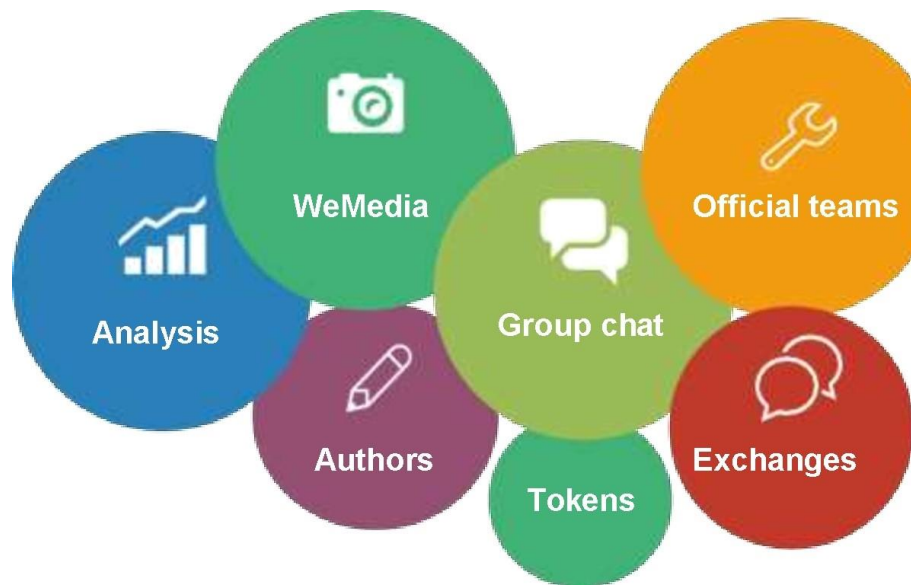 WeMedia
Official teams
Analysis
Group chat
Authors
Exchanges
Tokens